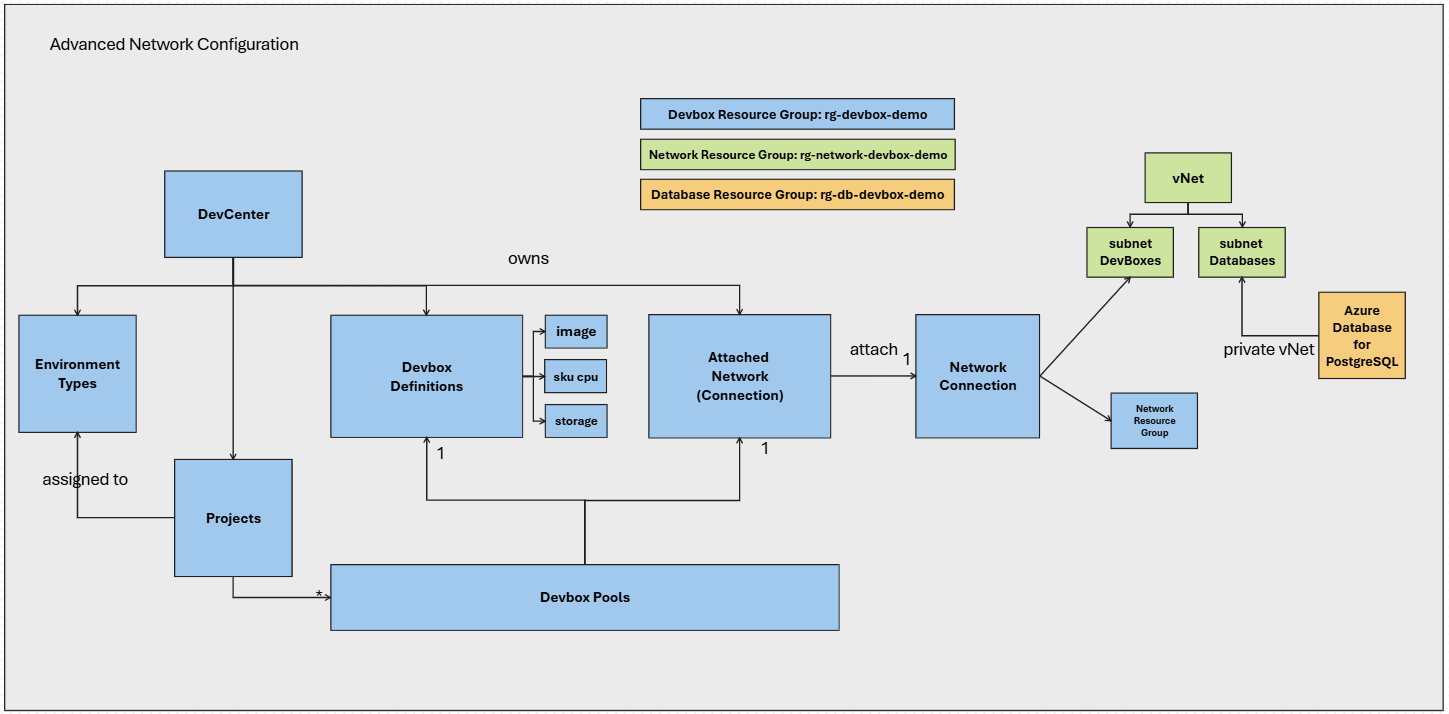 Advanced Network Configuration
Devbox Resource Group: rg-devbox-demo
Network Resource Group: rg-network-devbox-demo
Database Resource Group: rg-db-devbox-demo
vNet
DevCenter
subnet
DevBoxes
subnet
Databases
owns
Environment
Types
Devbox
Definitions
image
sku cpu
storage
Attached
Network
(Connection)
attach
1
Network
Connection
private vNet
Azure
Database
for
PostgreSQL
Network
Resource
Group
1
1
assigned to
Projects
*
Devbox Pools